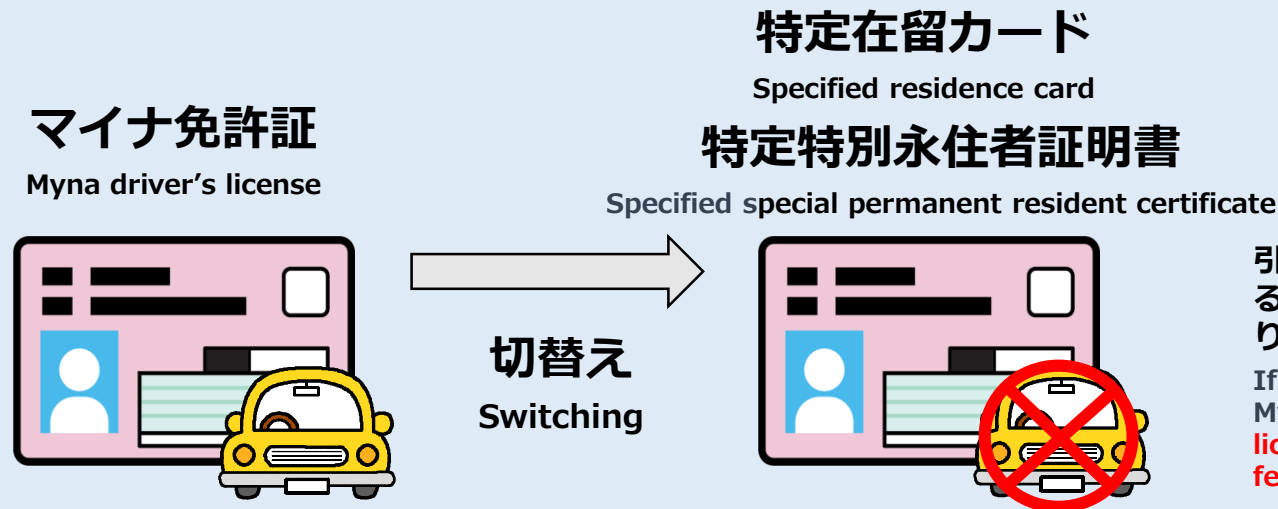 特定在留カード
Specified residence card
マイナ免許証
Myna driver's license
特定特別永住者証明書
Specified special permanent resident certificate
切替え
Switching
引
る
り
If
M
lic
fe